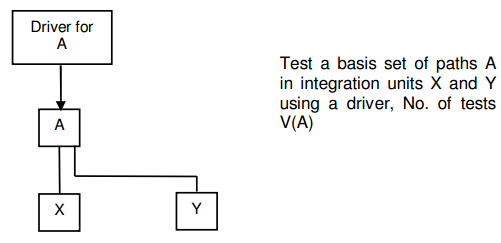 Driver for
A
Test a basis set of paths A
in integration units X and Y
using a driver, No. of tests
V(A)
A
X
Y